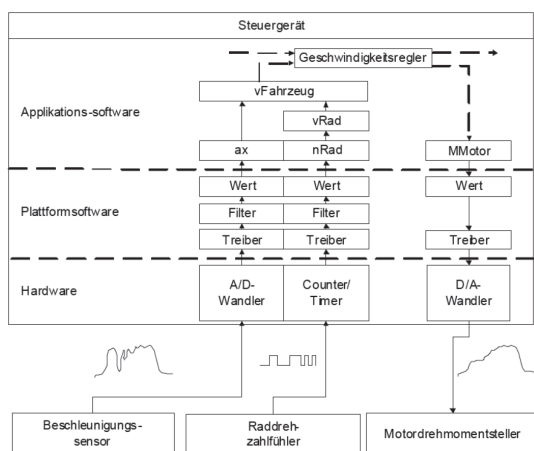 Steuergerät
Geschwindigkeitsregler
vFahrzeug
Applikations-software
vRad
ax
nRad
MMotor
Wert
Wert
Wert
Plattformsoftware
Filter
Filter
Treiber
Treiber
Treiber
Hardware
A/D-
Wandler
Counter/
Timer
D/A-
Wandler
Beschleunigungs-
sensor
Raddreh-
zahlfühler
Motordrehmomentsteller